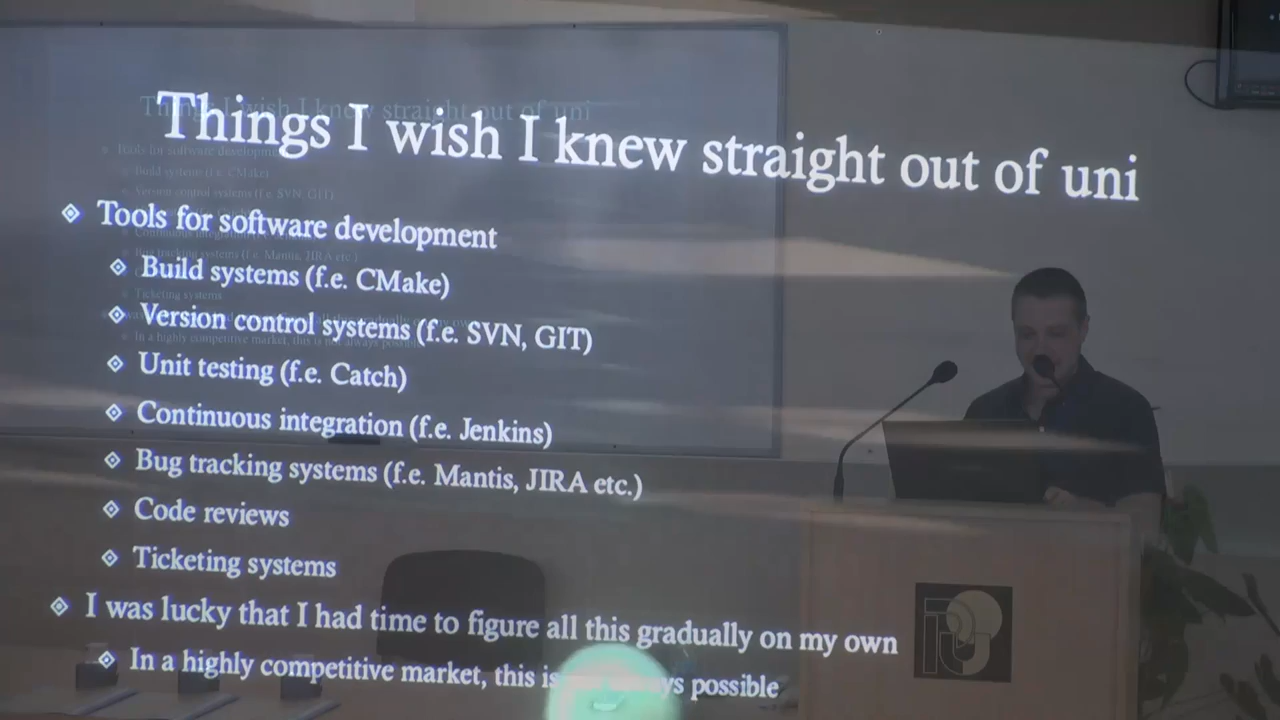 Things I wish I knew straight out of uni
Tools for software development
Build systems (f.e. CMake)
Version control systems (f.e. SVN, GIT)
Unit testing (f.e. Catch)
Continuous integration (f.e. Jenkins)
Bug tracking systems (f.e. Mantis, JIRA etc.)
Code reviews
Ticketing systems
I was lucky that I had time to figure all this gradually on my own
In a highly competitive market, this is possible